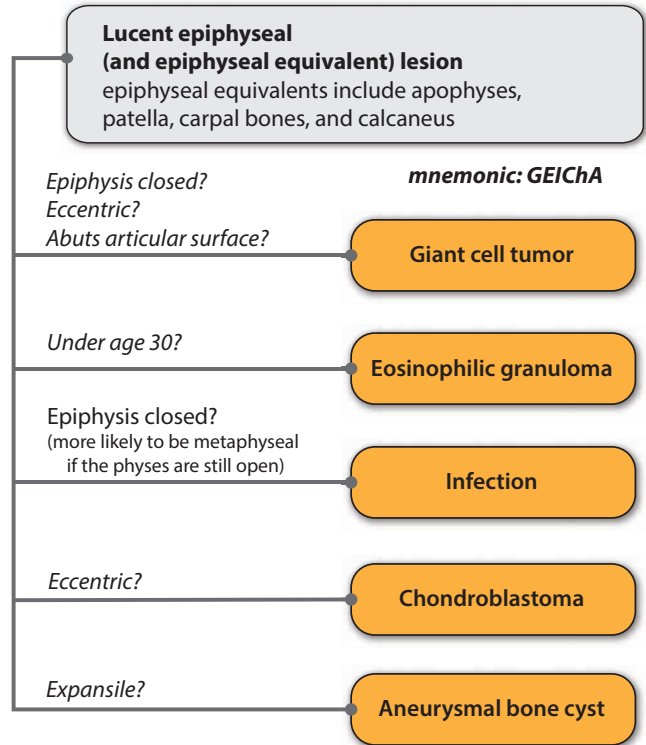 Lucent epiphyseal
(and epiphyseal equivalent) lesion
epiphyseal equivalents include apophyses,
patella, carpal bones, and calcaneus
mnemonic: GEIChA
Epiphysis closed?
Eccentric?
Abuts articular surface?
Giant cell tumor
Under age 30?
Eosinophilic granuloma
Epiphysis closed?
(more likely to be metaphyseal
if the physes are still open)
Infection
Eccentric?
Chondroblastoma
Expansile?
Aneurysmal bone cyst